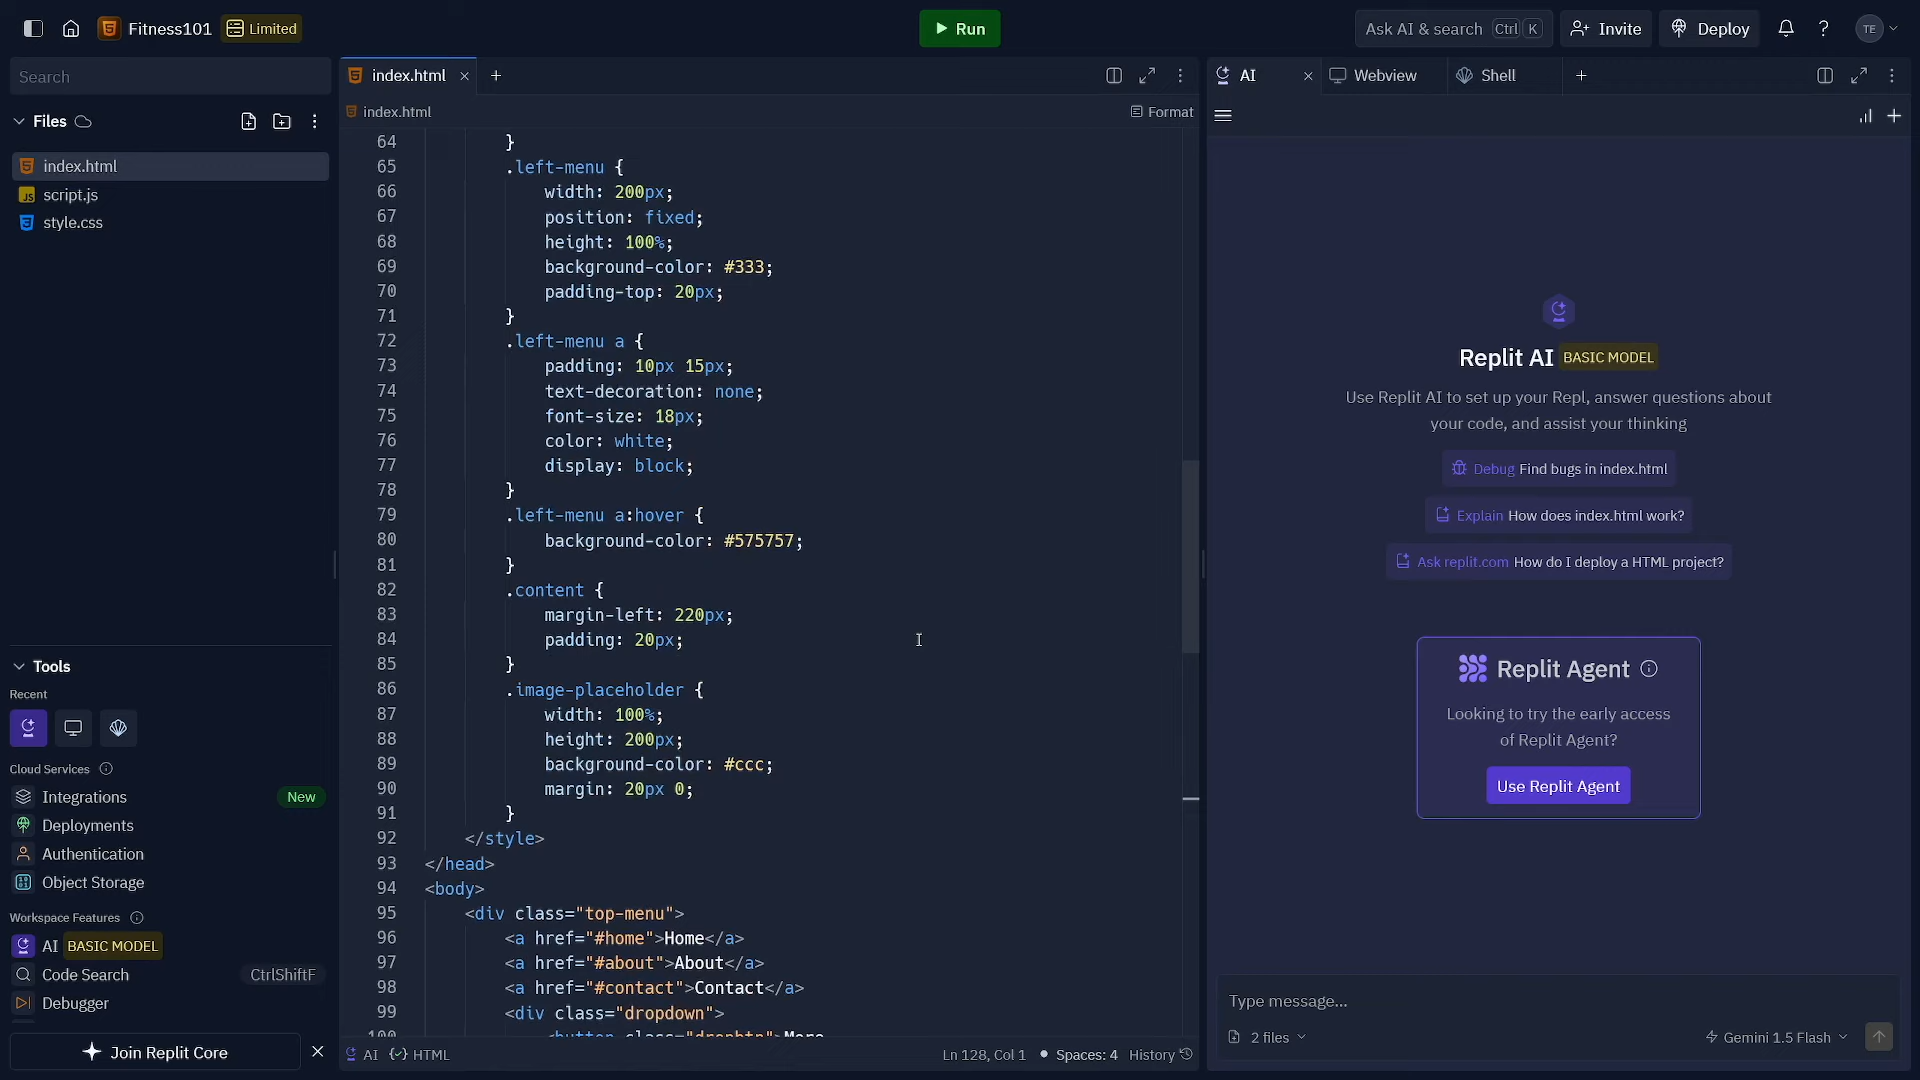 Fitness101 Limited Run Ask AI & search Ctrl K Invite Deploy ? TE
Search
Files
index.html
script.js
style.css
Tools
Recent
Cloud Services
Integrations New
Deployments
Authentication
Object Storage
Workspace Features
AI BASIC MODEL
Code Search CtrlShiftF
Debugger
Join Replit Core
index.html
index.html Format
64 }
65 .left-menu {
66 width: 200px;
67 position: fixed;
68 height: 100%;
69 background-color: #333;
70 padding-top: 20px;
71 }
72 .left-menu a {
73 padding: 10px 15px;
74 text-decoration: none;
75 font-size: 18px;
76 color: white;
77 display: block;
78 }
79 .left-menu a:hover {
80 background-color: #575757;
81 }
82 .content {
83 margin-left: 220px;
84 padding: 20px;
85 }
86 .image-placeholder {
87 width: 100%;
88 height: 200px;
89 background-color: #ccc;
90 margin: 20px 0;
91 }
92 </style>
93 </head>
94 <body>
95 <div class="top-menu">
96 <a href="#home">Home</a>
97 <a href="#about">About</a>
98 <a href="#contact">Contact</a>
99 <div class="dropdown">
100 <button class="dropbtn">More
AI HTML Ln 128, Col 1 Spaces: 4 History
AI Webview Shell
Replit AI BASIC MODEL
Use Replit AI to set up your Repl, answer questions about
your code, and assist your thinking
Debug Find bugs in index.html
Explain How does index.html work?
Ask replit.com How do I deploy a HTML project?
Replit Agent
Looking to try the early access
of Replit Agent?
Use Replit Agent
Type message...
2 files Gemini 1.5 Flash